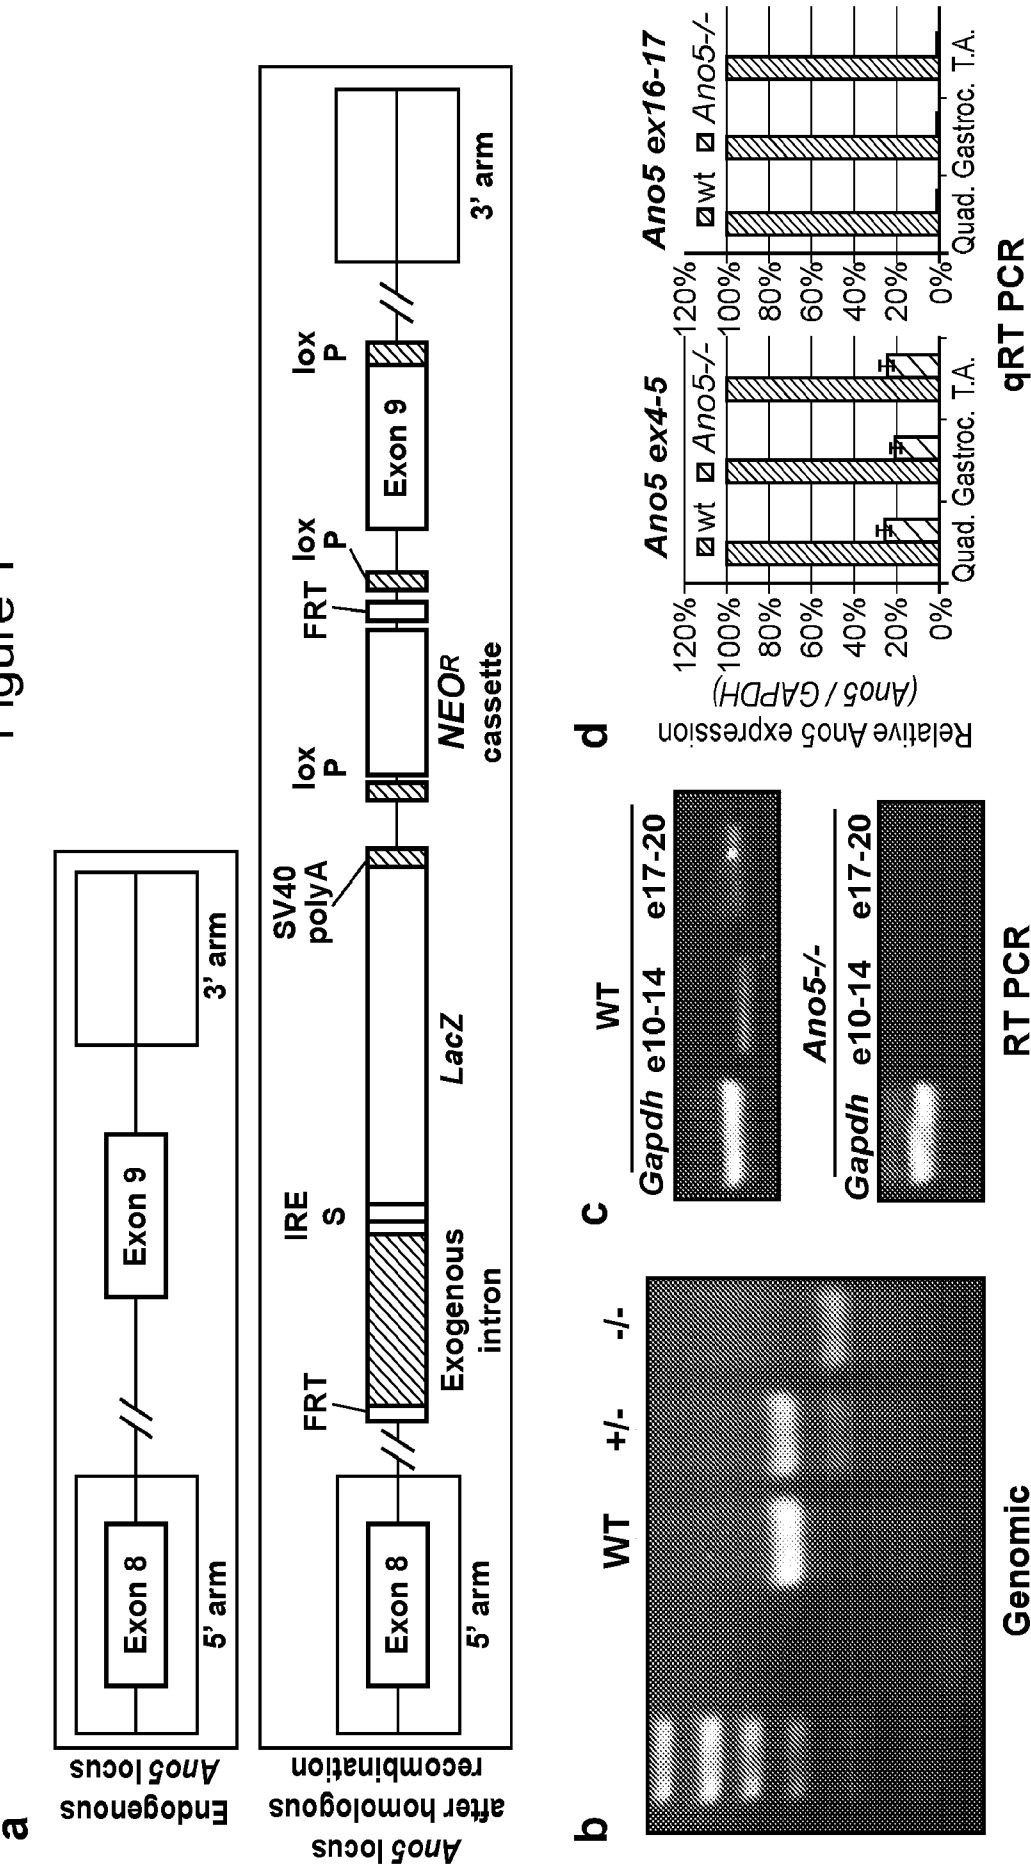 Figure 1
a
Endogenous
Ano5 locus
Exon 8
5' arm
Exon 9
3' arm
Ano5 locus
after homologous
recombination
Exon 8
5' arm
FRT
Exogenous
intron
IRE
S
LacZ
SV40
polyA
lox
P
NEOR
cassette
FRT
lox
P
Exon 9
lox
P
3' arm
b
WT +/- -/-
Genomic
c
WT
Gapdh e10-14 e17-20
Ano5-/-
Gapdh e10-14 e17-20
RT PCR
d
Relative Ano5 expression
(Ano5 / GAPDH)
Ano5 ex4-5
wt Ano5-/-
120%
100%
80%
60%
40%
20%
0%
Quad. Gastroc. T.A.
Ano5 ex16-17
wt Ano5-/-
120%
100%
80%
60%
40%
20%
0%
Quad. Gastroc. T.A.
qRT PCR